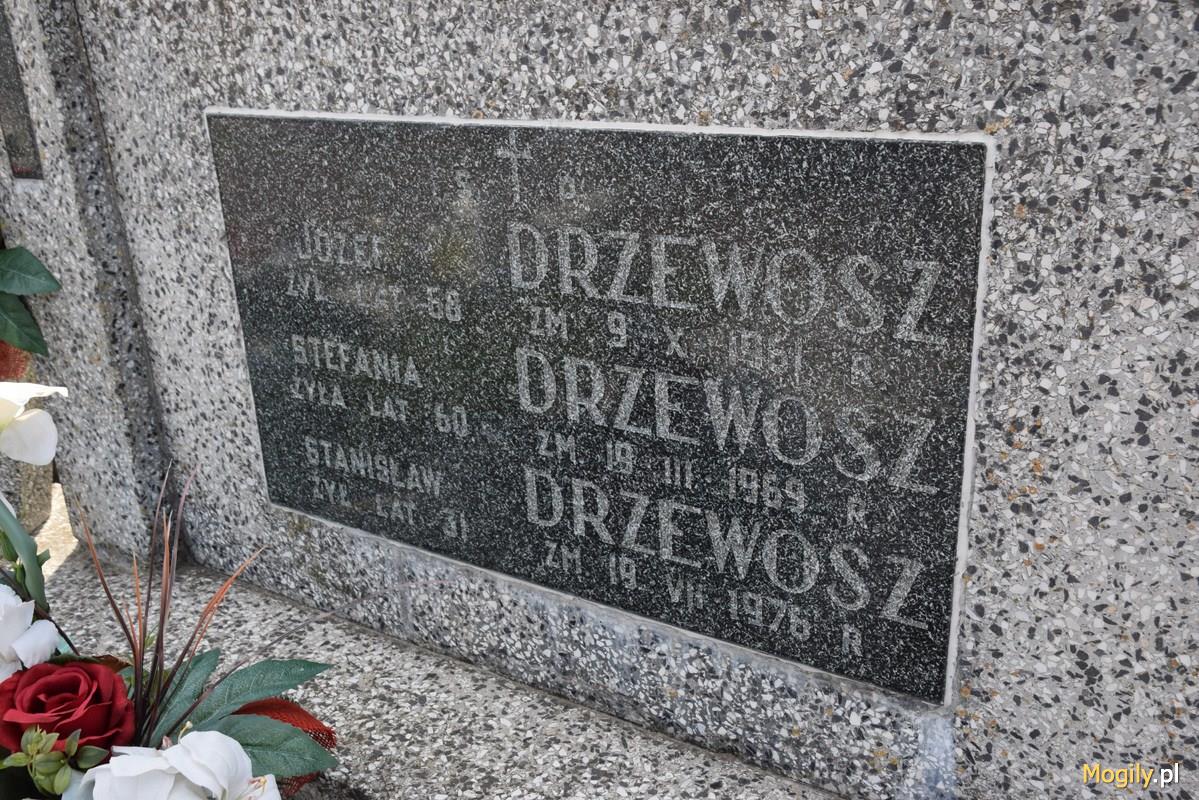 Ś P
JÓZEF DRZEWOSZ
ŻYŁ LAT 68 ZM 9 X 1961 R
STEFANIA DRZEWOSZ
ŻYŁA LAT 60 ZM 19 III 1969 R
STANISŁAW DRZEWOSZ
ŻYŁ LAT 31 ZM 19 VII 1976 R
Mogily.pl